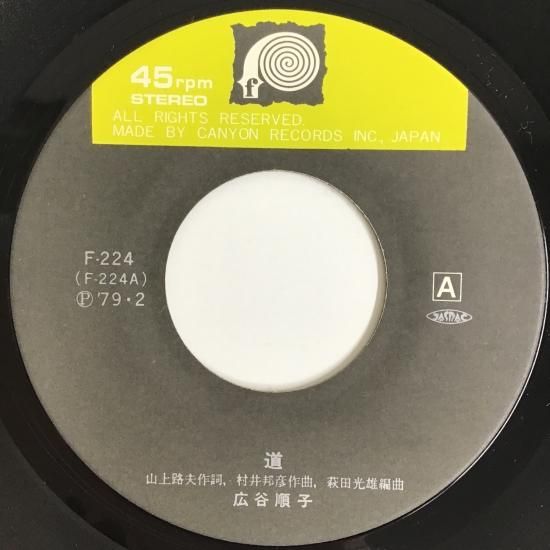 45rpm
STEREO
f
ALL RIGHTS RESERVED.
MADE BY CANYON RECORDS INC., JAPAN
F-224
(F-224A)
Ⓟ'79・2
A
JASRAC
道
山上路夫作詞, 村井邦彦作曲, 萩田光雄編曲
広谷順子